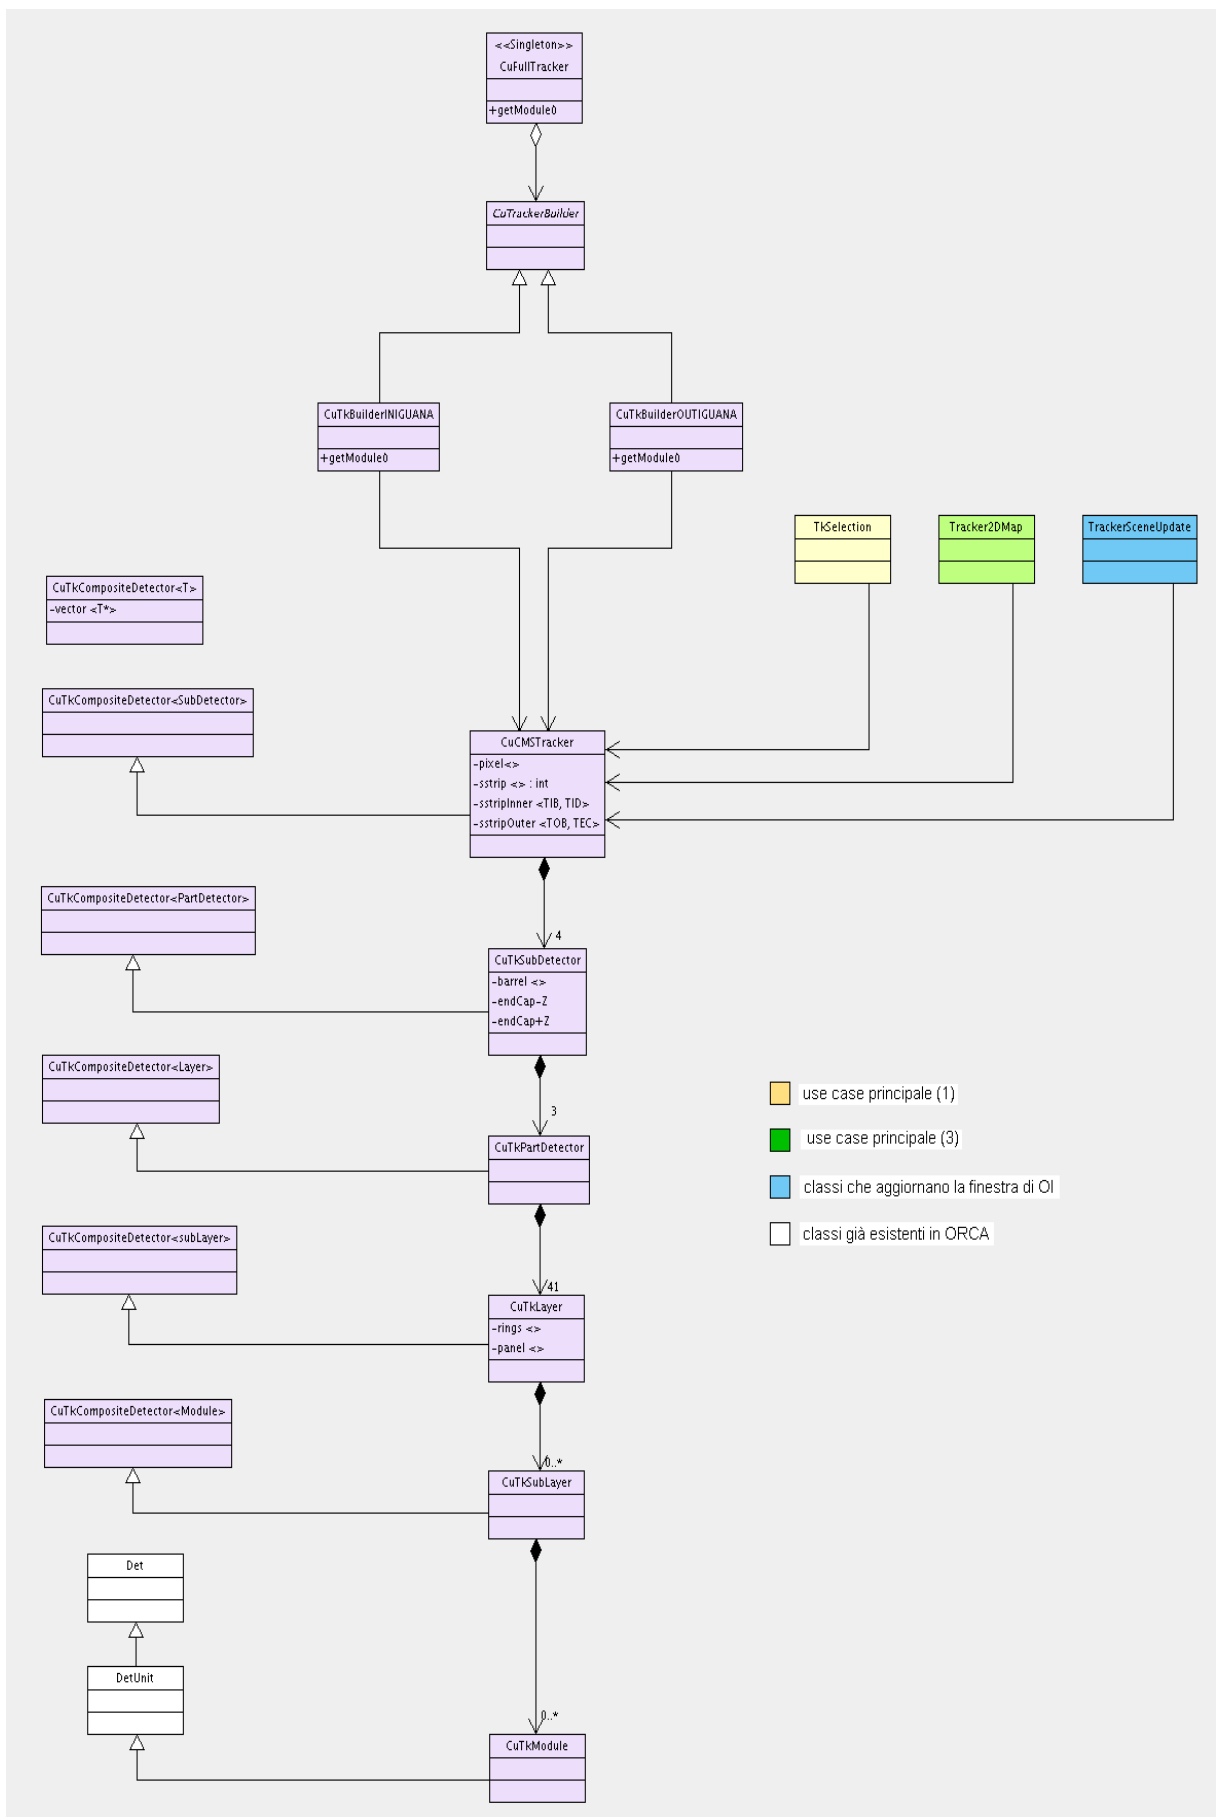 <<Singleton>>
CuFullTracker
+getModule()
CuTrackerBuilder
CuTkBuilderINIGUANA
+getModule()
CuTkBuilderOUTIGUANA
+getModule()
TkSelection
Tracker2DMap
TrackerSceneUpdate
CuTkCompositeDetector<T>
-vector <T*>
CuTkCompositeDetector<SubDetector>
CuCMSTracker
-pixel<>
-sstrip <> : int
-sstripInner <TIB, TID>
-sstripOuter <TOB, TEC>
CuTkCompositeDetector<PartDetector>
4
CuTkSubDetector
-barrel <>
-endCap-Z
-endCap+Z
CuTkCompositeDetector<Layer>
3
CuTkPartDetector
use case principale (1)
use case principale (3)
classi che aggiornano la finestra di OI
classi già esistenti in ORCA
CuTkCompositeDetector<subLayer>
41
CuTkLayer
-rings <>
-panel <>
CuTkCompositeDetector<Module>
0..*
CuTkSubLayer
Det
DetUnit
0..*
CuTkModule